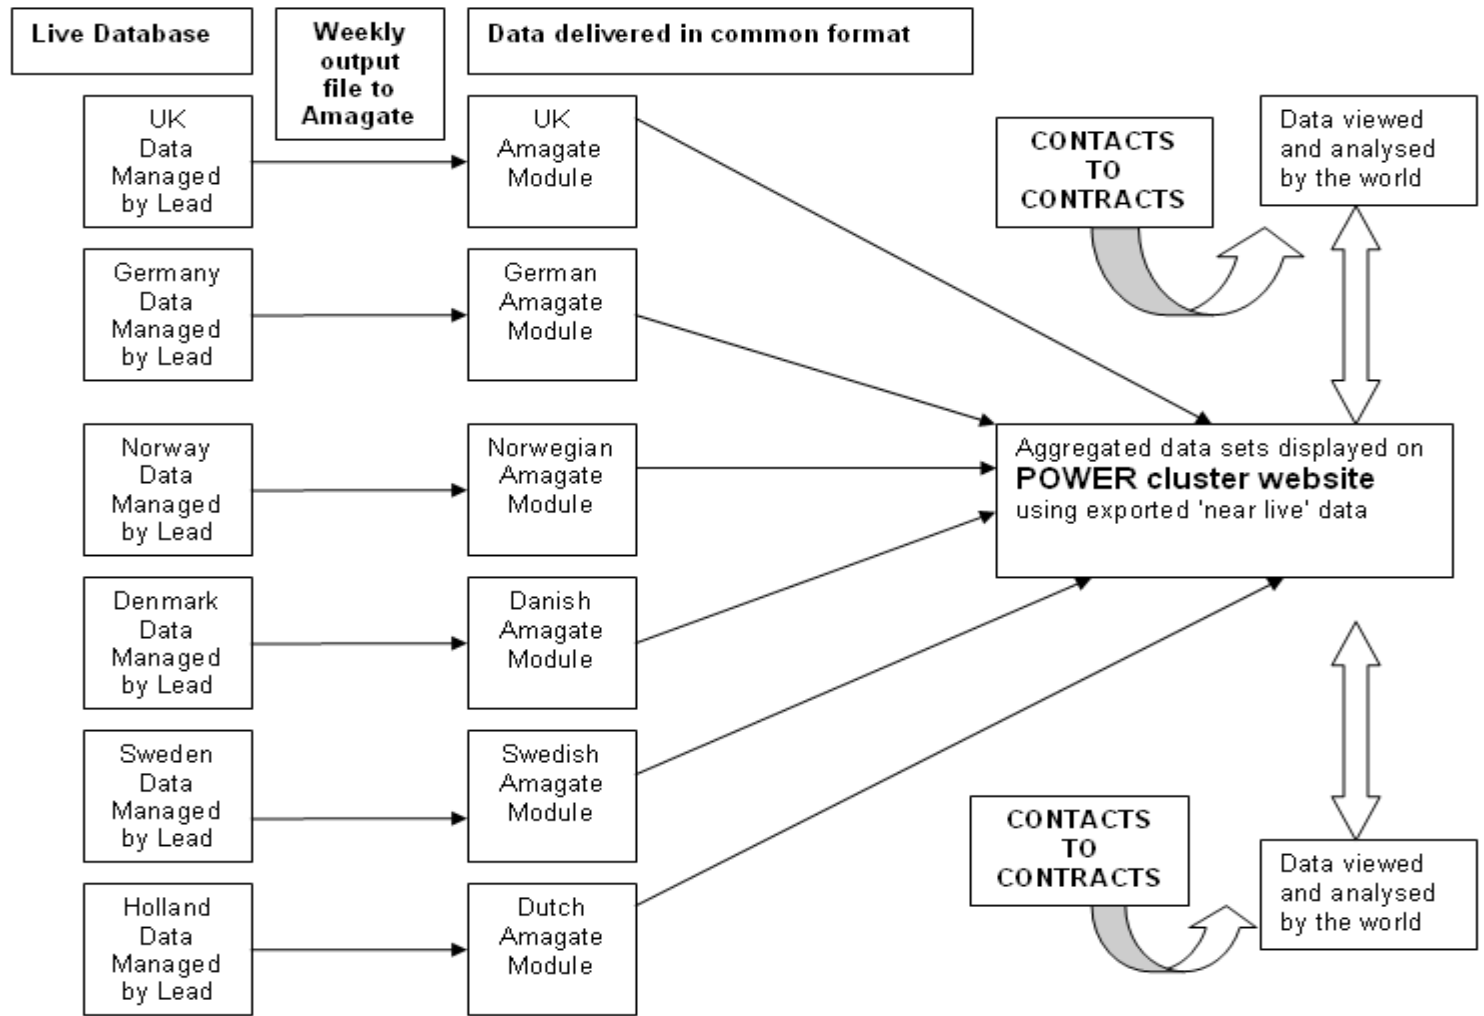 Live Database
Weekly
output
file to
Amagate
Data delivered in common format
UK
Data
Managed
by Lead
UK
Amagate
Module
CONTACTS
TO
CONTRACTS
Data viewed
and analysed
by the world
Germany
Data
Managed
by Lead
German
Amagate
Module
Norway
Data
Managed
by Lead
Norwegian
Amagate
Module
Aggregated data sets displayed on
POWER cluster website
using exported 'near live' data
Denmark
Data
Managed
by Lead
Danish
Amagate
Module
Sweden
Data
Managed
by Lead
Swedish
Amagate
Module
CONTACTS
TO
CONTRACTS
Data viewed
and analysed
by the world
Holland
Data
Managed
by Lead
Dutch
Amagate
Module